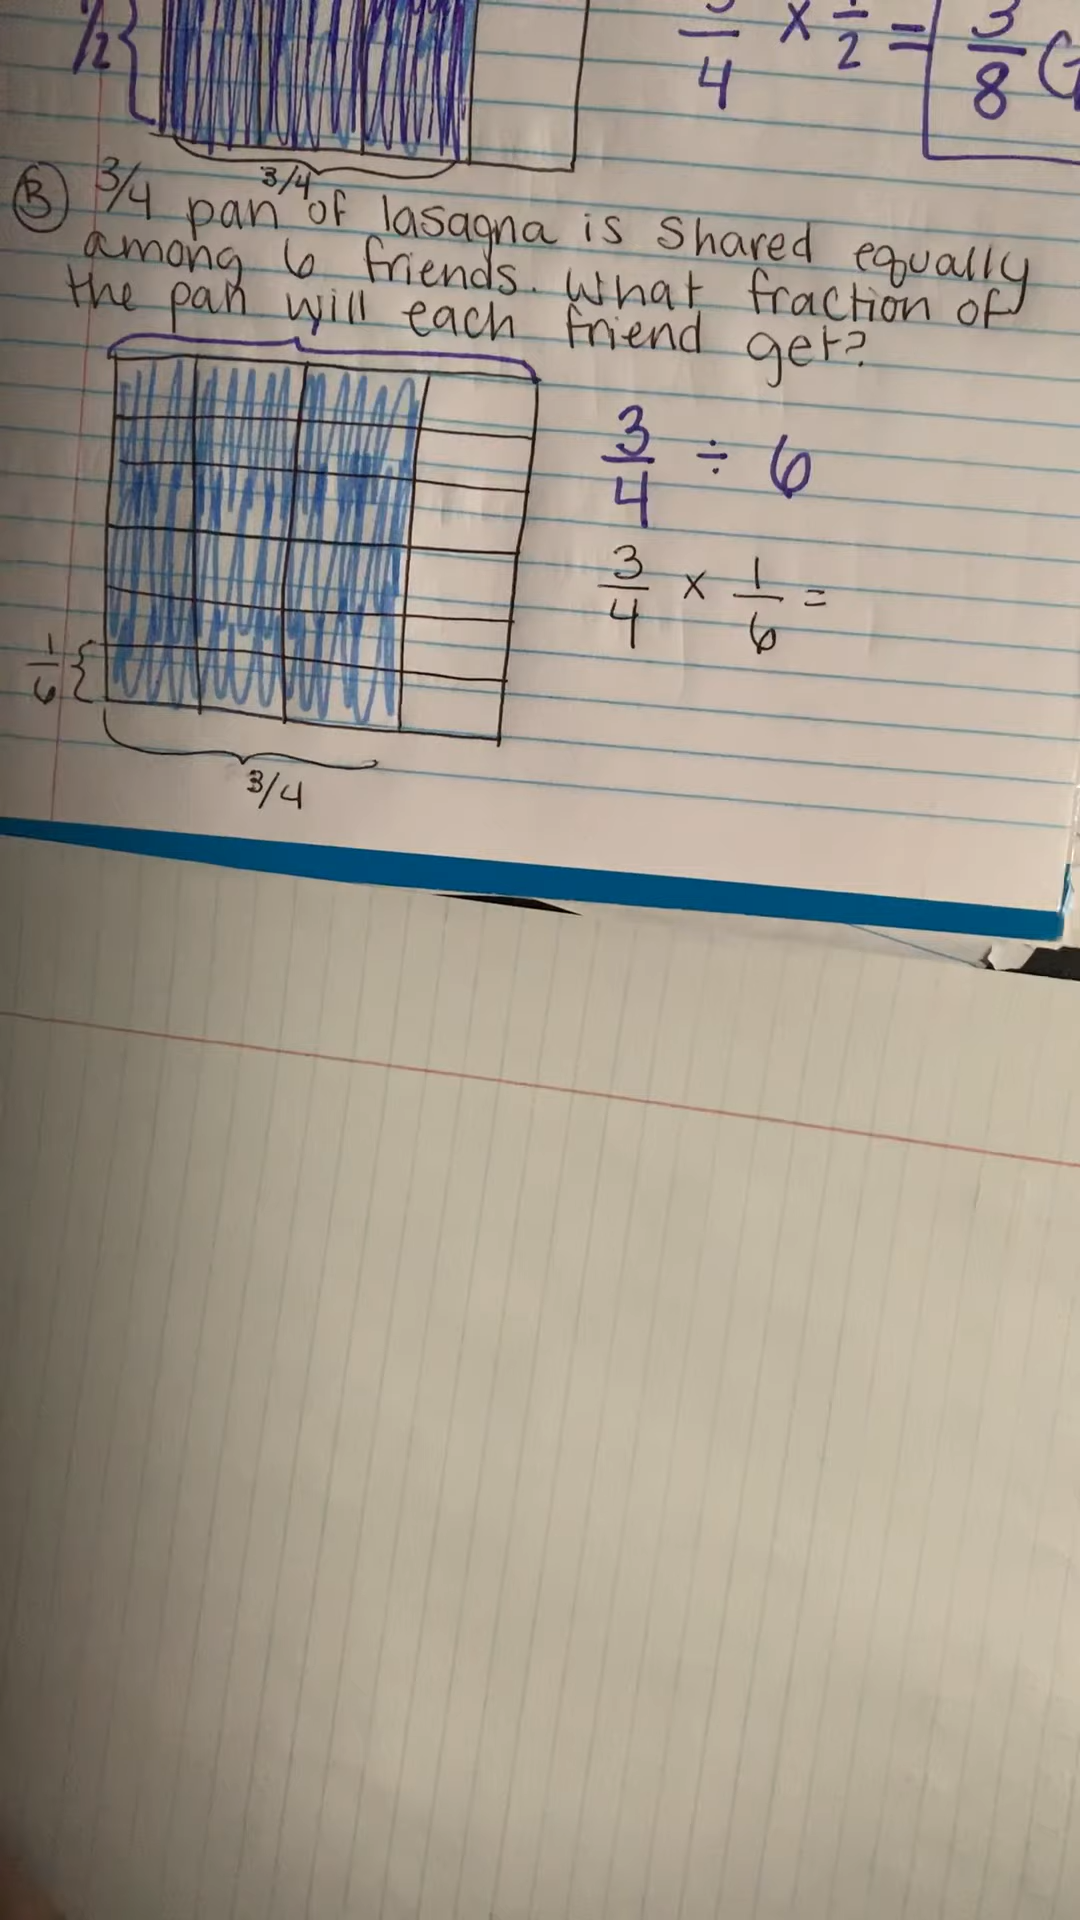 1/2
3/4 × 1/2 = 3/8
3/4
B 3/4 pan of lasagna is shared equally
among 6 friends. What fraction of
the pan will each friend get?
3/4 ÷ 6
3/4 × 1/6 =
1/6
3/4